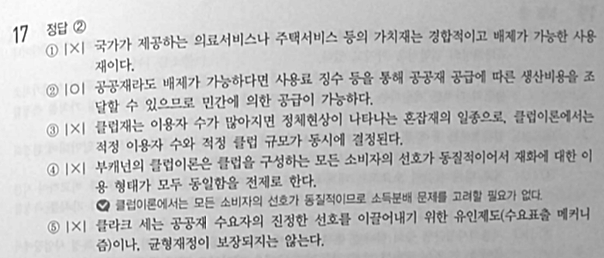 17 정답 ②
① |×| 국가가 제공하는 의료서비스나 주택서비스 등의 가치재는 경합적이고 배제가 가능한 사용
재이다.
② |○| 공공재라도 배제가 가능하다면 사용료 징수 등을 통해 공공재 공급에 따른 생산비용을 조
달할 수 있으므로 민간에 의한 공급이 가능하다.
③ |×| 클럽재는 이용자 수가 많아지면 정체현상이 나타나는 혼잡재의 일종으로, 클럽이론에서는
적정 이용자 수와 적정 클럽 규모가 동시에 결정된다.
④ |×| 부캐넌의 클럽이론은 클럽을 구성하는 모든 소비자의 선호가 동질적이어서 재화에 대한 이
용 형태가 모두 동일함을 전제로 한다.
클럽이론에서는 모든 소비자의 선호가 동질적이므로 소득분배 문제를 고려할 필요가 없다.
⑤ |×| 클라크 세는 공공재 수요자의 진정한 선호를 이끌어내기 위한 유인제도(수요표출 메커니
즘)이나, 균형재정이 보장되지는 않는다.